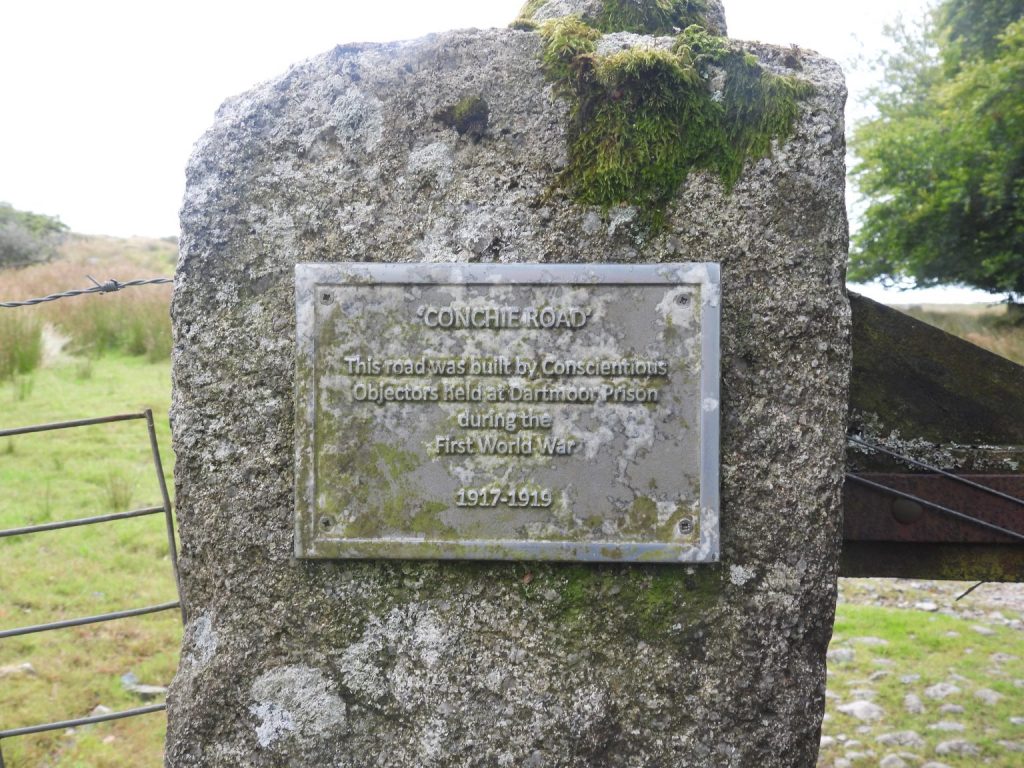 'CONCHIE ROAD'
This road was built by Conscientious
Objectors held at Dartmoor Prison
during the
First World War
1917-1919